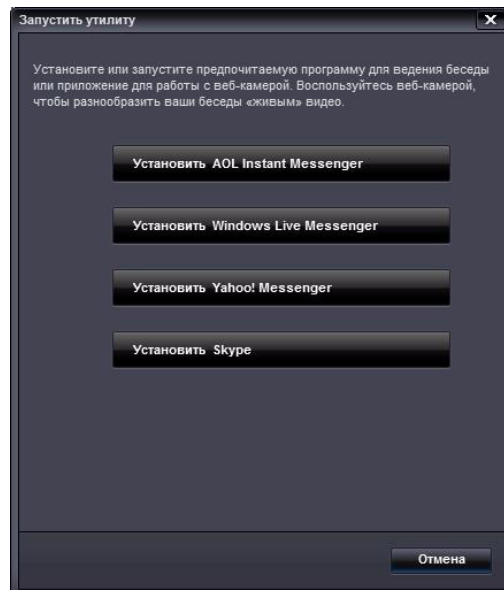 Запустить утилиту
Установите или запустите предпочитаемую программу для ведения беседы
или приложение для работы с веб-камерой. Воспользуйтесь веб-камерой,
чтобы разнообразить ваши беседы «живым» видео.
Установить AOL Instant Messenger
Установить Windows Live Messenger
Установить Yahoo! Messenger
Установить Skype
Отмена